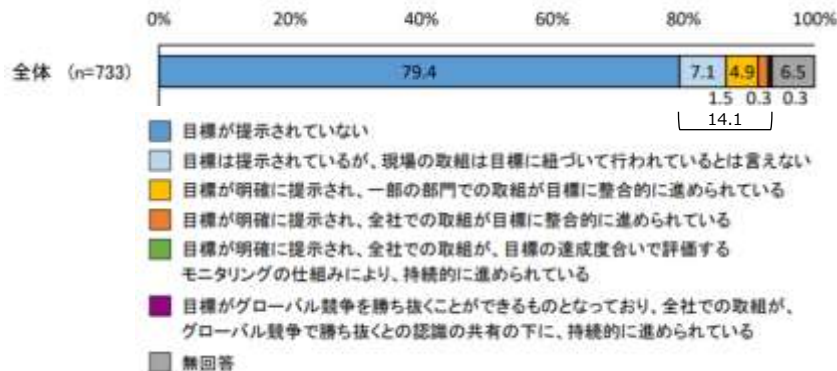 0% 20% 40% 60% 80% 100%
全体 (n=733) 79.4 7.1 4.9 6.5
1.5 0.3 0.3
14.1
目標が提示されていない
目標は提示されているが、現場の取組は目標に紐づいて行われているとは言えない
目標が明確に提示され、一部の部門での取組が目標に整合的に進められている
目標が明確に提示され、全社での取組が目標に整合的に進められている
目標が明確に提示され、全社での取組が、目標の達成度合いで評価する
モニタリングの仕組みにより、持続的に進められている
目標がグローバル競争を勝ち抜くことができるものとなっており、全社での取組が、
グローバル競争で勝ち抜くとの認識の共有の下に、持続的に進められている
無回答